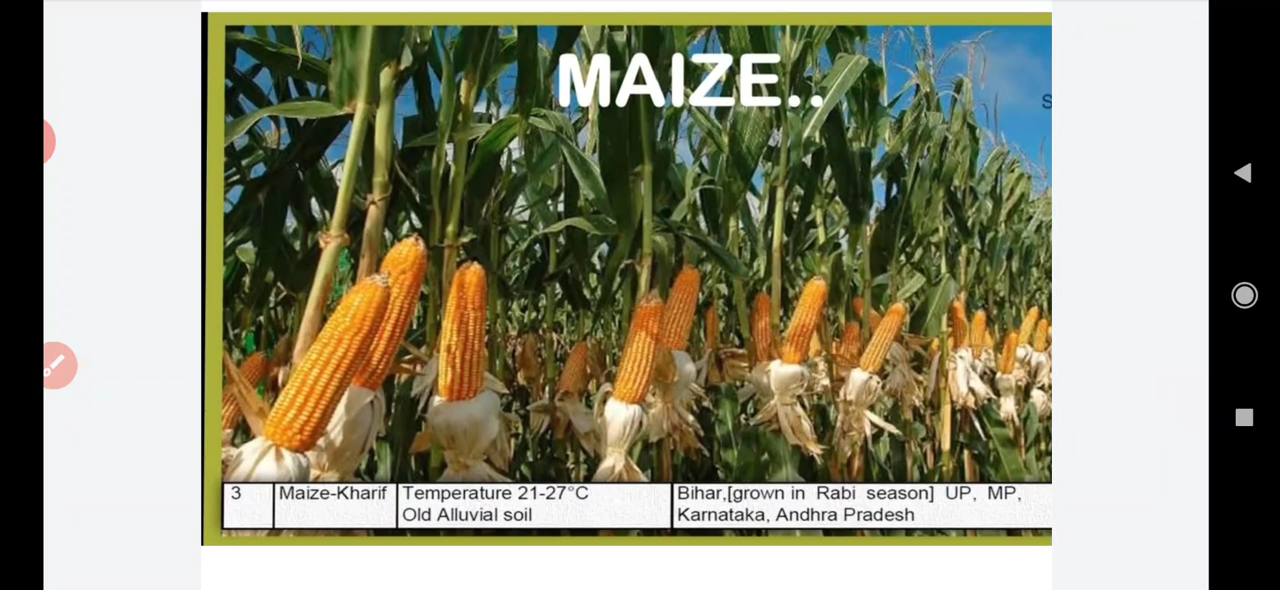 MAIZE..
S
3 Maize-Kharif Temperature 21-27°C Bihar,[grown in Rabi season] UP, MP,
Old Alluvial soil Karnataka, Andhra Pradesh